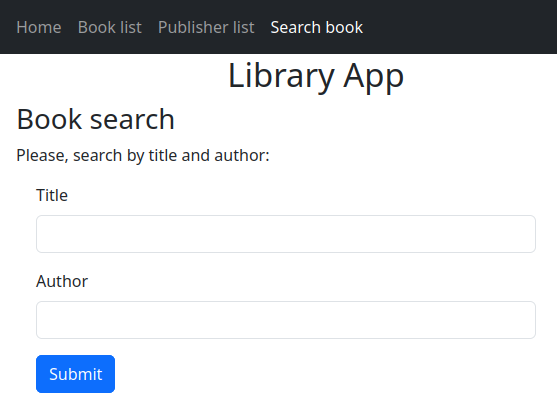 Home Book list Publisher list Search book
Library App
Book search
Please, search by title and author:
Title
Author
Submit